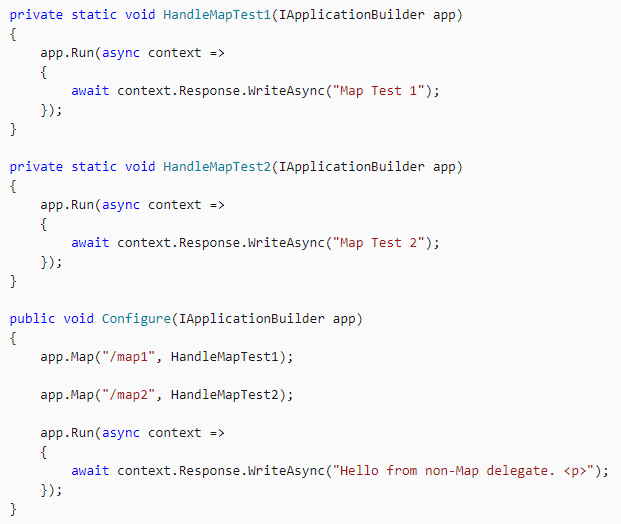 private static void HandleMapTest1(IApplicationBuilder app)
{
    app.Run(async context =>
    {
        await context.Response.WriteAsync("Map Test 1");
    });
}

private static void HandleMapTest2(IApplicationBuilder app)
{
    app.Run(async context =>
    {
        await context.Response.WriteAsync("Map Test 2");
    });
}

public void Configure(IApplicationBuilder app)
{
    app.Map("/map1", HandleMapTest1);

    app.Map("/map2", HandleMapTest2);

    app.Run(async context =>
    {
        await context.Response.WriteAsync("Hello from non-Map delegate. <p>");
    });
}